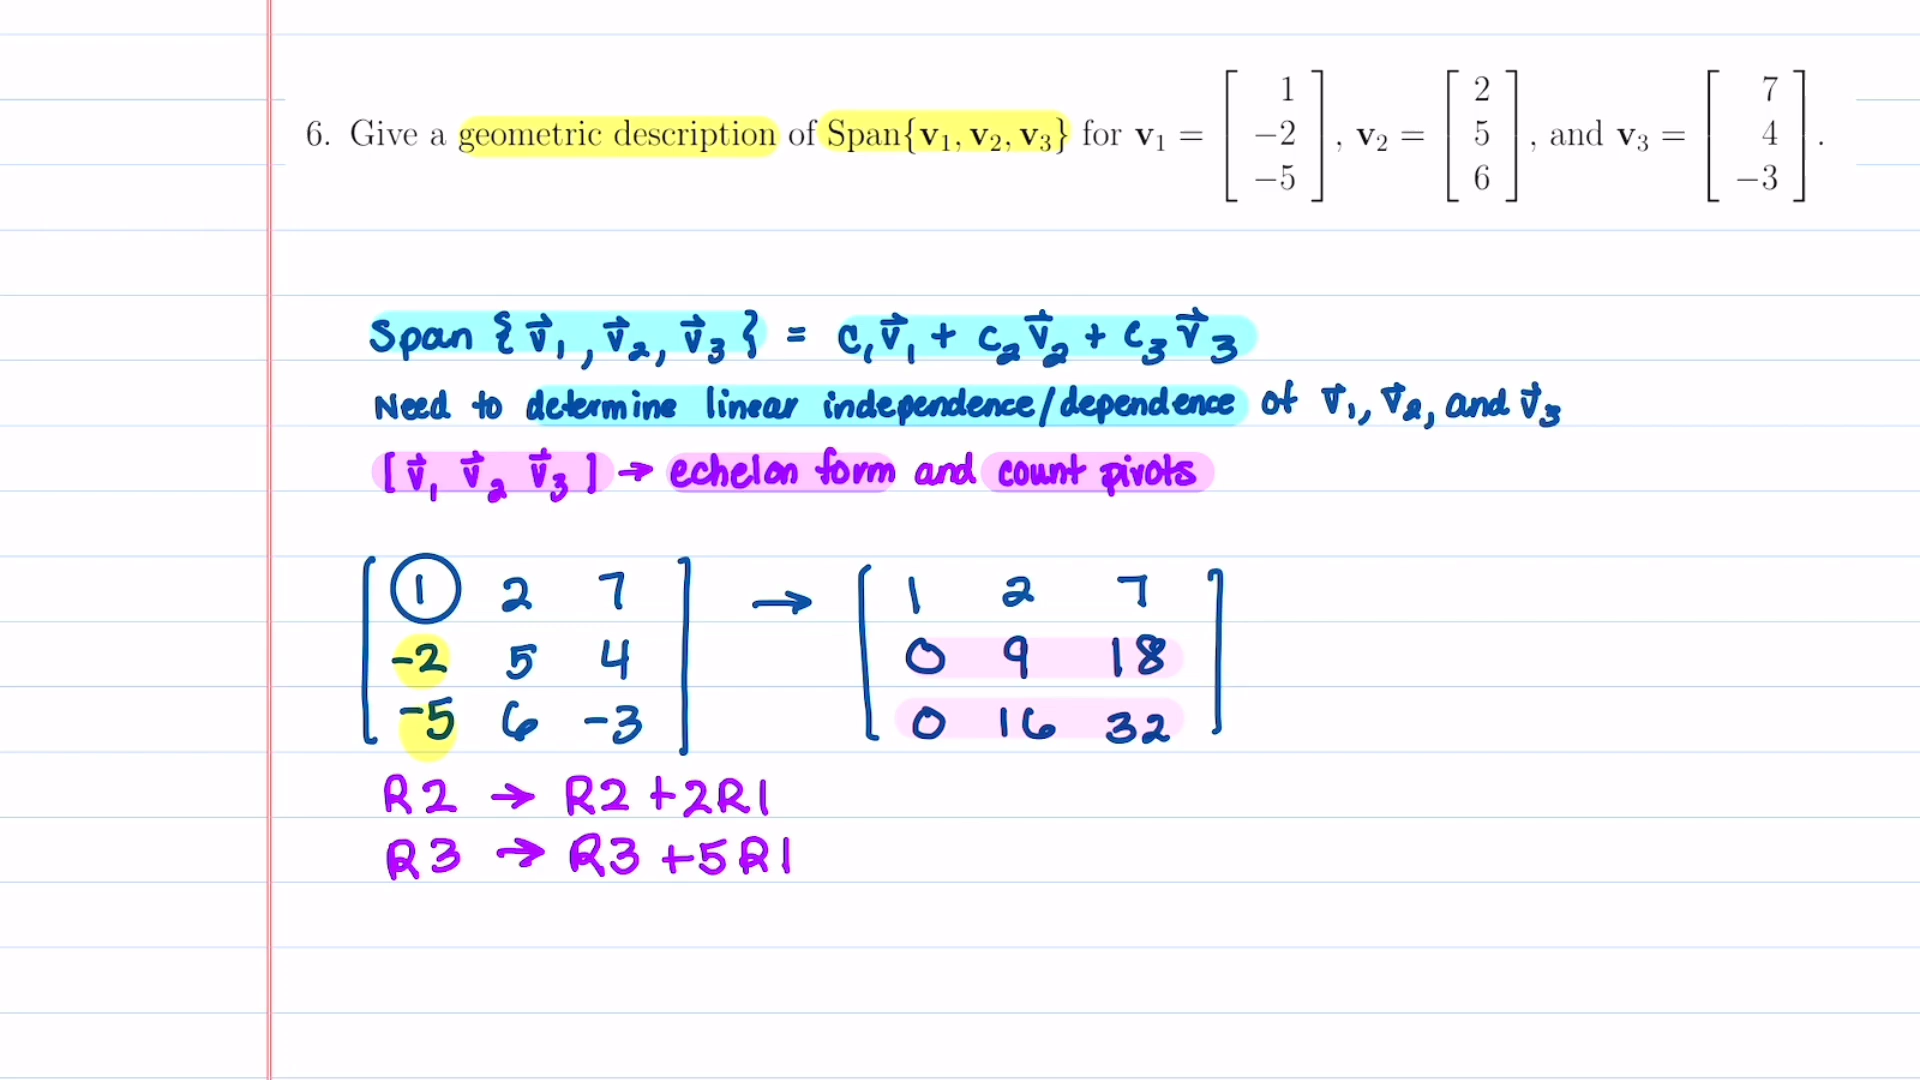 6. Give a geometric description of Span{v₁, v₂, v₃} for v₁ = [1 −2 −5], v₂ = [2 5 6], and v₃ = [7 4 −3].
Span {v⃗₁, v⃗₂, v⃗₃} = c₁v⃗₁ + c₂v⃗₂ + c₃v⃗₃
Need to determine linear independence/dependence of v⃗₁, v⃗₂, and v⃗₃
[v⃗₁ v⃗₂ v⃗₃] → echelon form and count pivots
[1 2 7] → [1 2 7]
[-2 5 4] [0 9 18]
[-5 6 -3] [0 16 32]
R2 → R2 + 2R1
R3 → R3 + 5R1